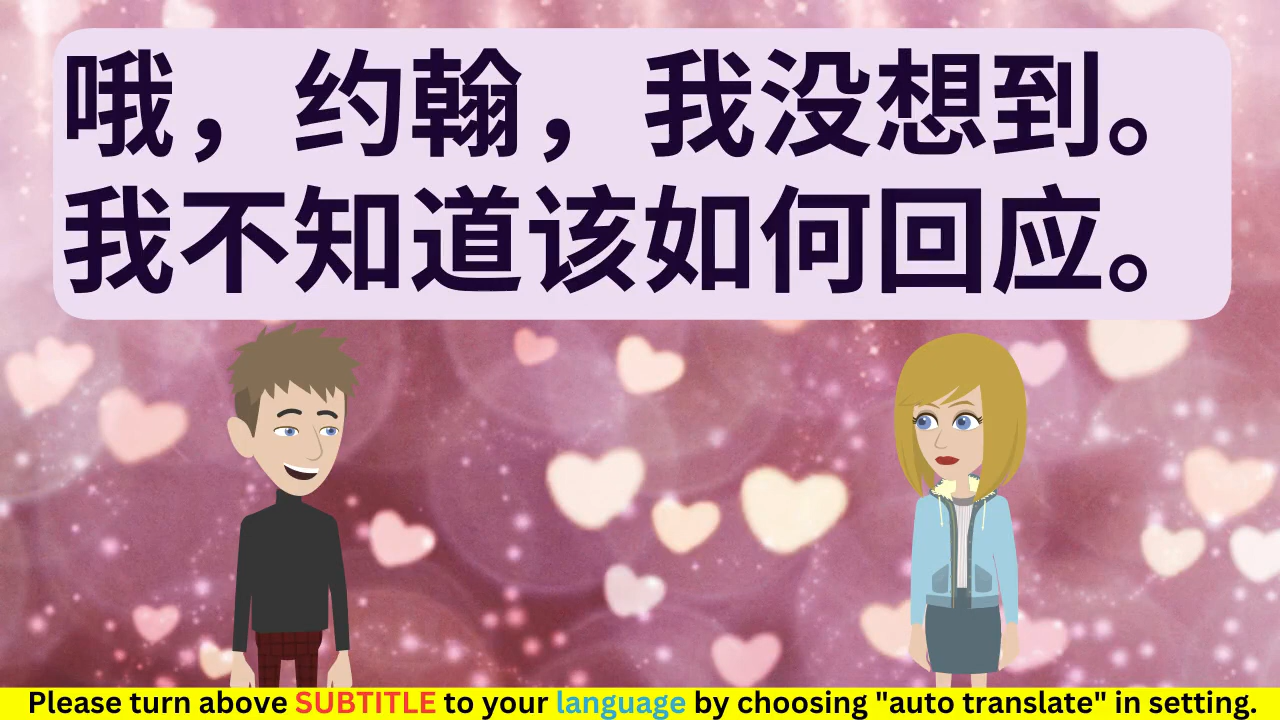 哦，约翰，我没想到。
我不知道该如何回应。
Please turn above SUBTITLE to your language by choosing "auto translate" in setting.